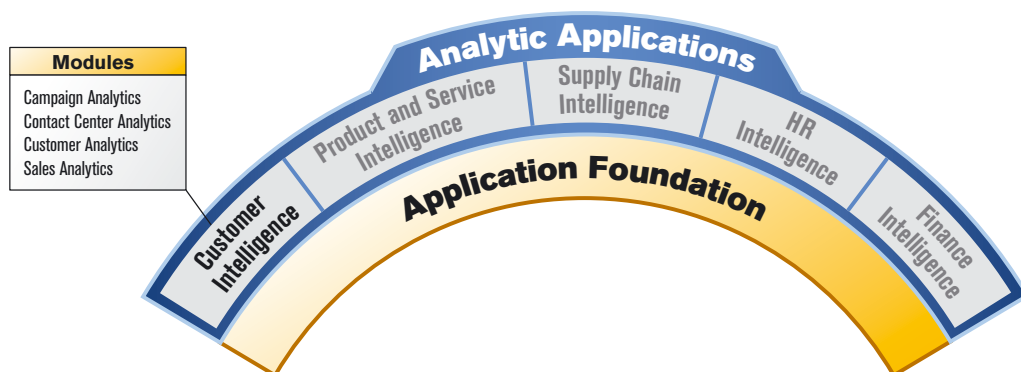 Modules
Campaign Analytics
Contact Center Analytics
Customer Analytics
Sales Analytics
Analytic Applications
Customer
Intelligence
Product and Service
Intelligence
Supply Chain
Intelligence
HR
Intelligence
Finance
Intelligence
Application Foundation